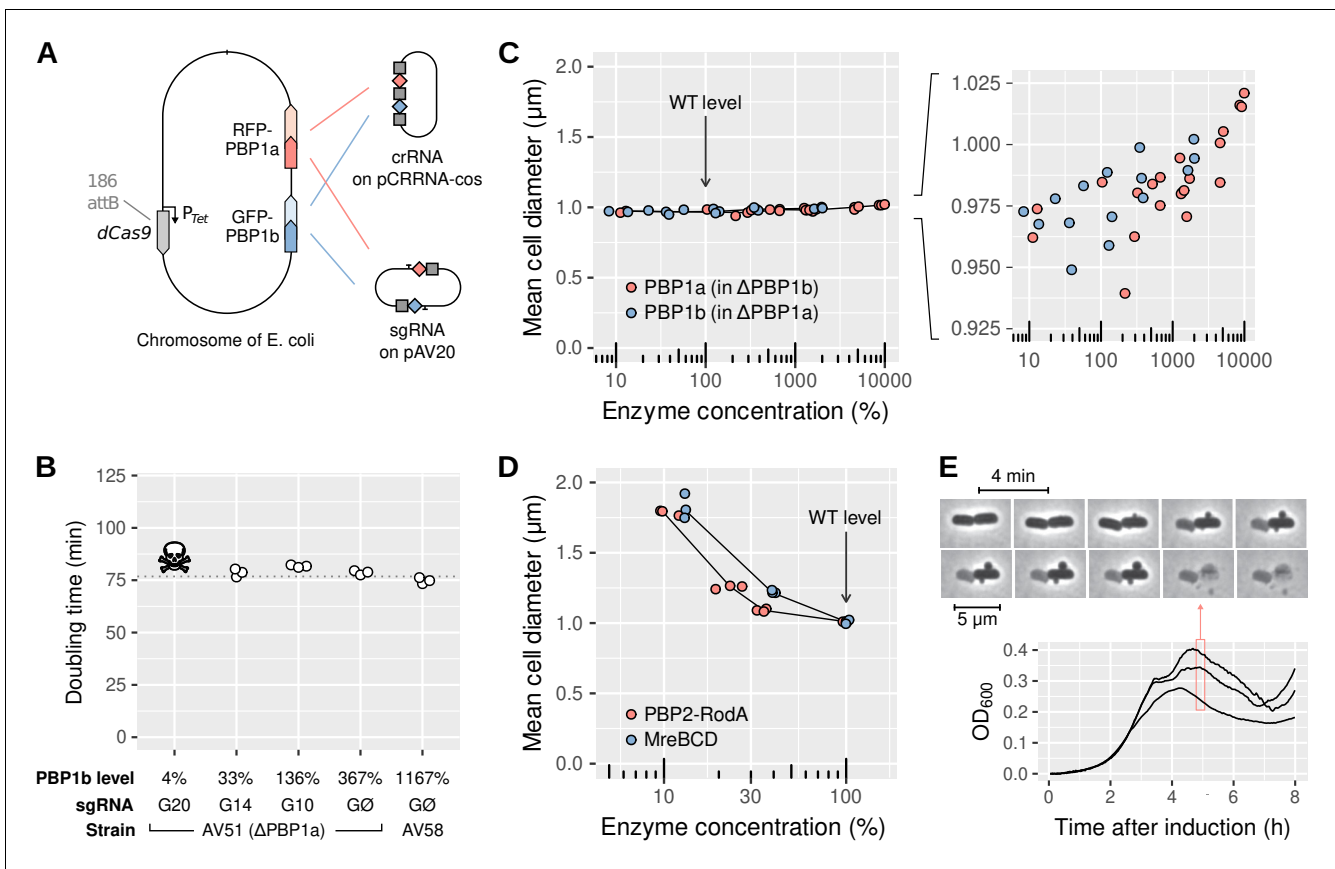 A
186
attB
dCas9
PTet
RFP-
PBP1a
GFP-
PBP1b
crRNA
on pCRRNA-cos
sgRNA
on pAV20
Chromosome of E. coli
C
Mean cell diameter (µm)
2.0
1.5
1.0
0.5
0.0
WT level
PBP1a (in ΔPBP1b)
PBP1b (in ΔPBP1a)
10 100 1000 10000
Enzyme concentration (%)
1.025
1.000
0.975
0.950
0.925
10 100 1000 10000
B
Doubling time (min)
125
100
75
50
25
0
PBP1b level 4% 33% 136% 367% 1167%
sgRNA G20 G14 G10 GØ GØ
Strain AV51 (ΔPBP1a) AV58
D
Mean cell diameter (µm)
2.0
1.5
1.0
0.5
0.0
WT level
PBP2-RodA
MreBCD
10 30 100
Enzyme concentration (%)
E
4 min
5 µm
OD600
0.4
0.3
0.2
0.1
0.0
0 2 4 6 8
Time after induction (h)